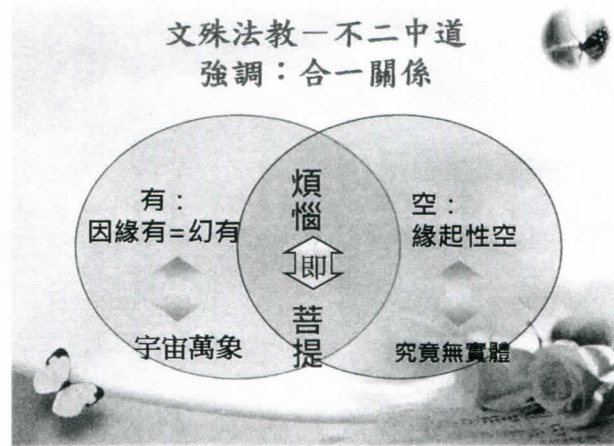 文殊法教－不二中道
強調：合一關係
有：
因緣有=幻有
宇宙萬象
煩惱
即
菩提
空：
緣起性空
究竟無實體